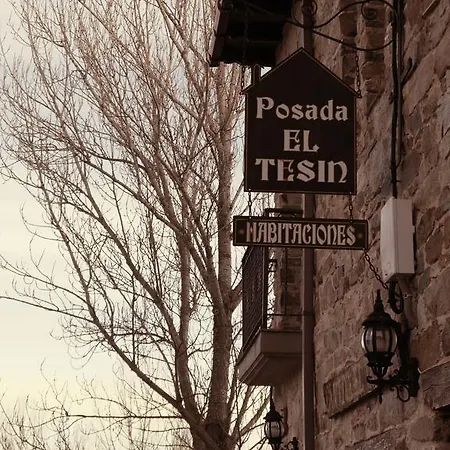 Posada
EL
TESIN
HABITACIONES